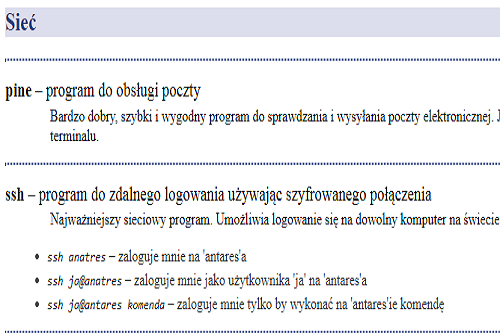 Sieć
pine – program do obsługi poczty
Bardzo dobry, szybki i wygodny program do sprawdzania i wysyłania poczty elektronicznej.
terminalu.
ssh – program do zdalnego logowania używając szyfrowanego połączenia
Najważniejszy sieciowy program. Umożliwia logowanie się na dowolny komputer na świecie
ssh anatres – zaloguje mnie na 'antares'a
ssh ja@anatres – zaloguje mnie jako użytkownika 'ja' na 'antares'a
ssh ja@antares komenda – zaloguje mnie tylko by wykonać na 'antares'ie komendę